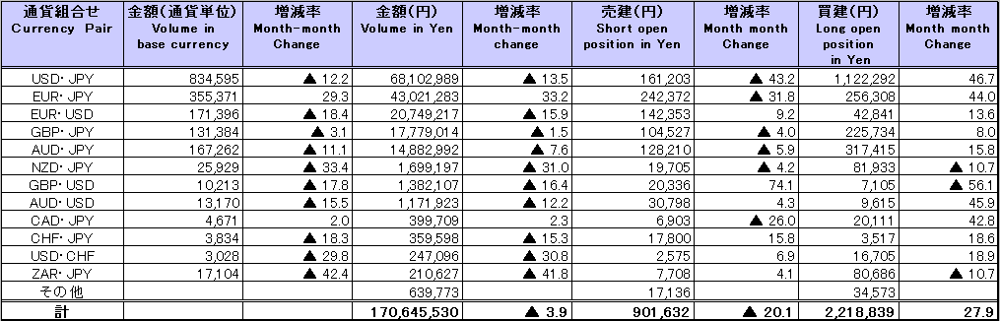 通貨組合せ 金額(通貨単位) 増減率 金額(円) 増減率 売建(円) 増減率 買建(円) 増減率
Currency Pair Volume in base currency Month-month Change Volume in Yen Month-month change Short open position in Yen Month month Change Long open position in Yen Month month Change
USD・JPY 834,595 ▲ 12.2 68,102,989 ▲ 13.5 161,203 ▲ 43.2 1,122,292 46.7
EUR・JPY 355,371 29.3 43,021,283 33.2 242,372 ▲ 31.8 256,308 44.0
EUR・USD 171,396 ▲ 18.4 20,749,217 ▲ 15.9 142,353 9.2 42,841 13.6
GBP・JPY 131,384 ▲ 3.1 17,779,014 ▲ 1.5 104,527 ▲ 4.0 225,734 8.0
AUD・JPY 167,262 ▲ 11.1 14,882,992 ▲ 7.6 128,210 ▲ 5.9 317,415 15.8
NZD・JPY 25,929 ▲ 33.4 1,699,197 ▲ 31.0 19,705 ▲ 4.2 81,933 ▲ 10.7
GBP・USD 10,213 ▲ 17.8 1,382,107 ▲ 16.4 20,336 74.1 7,105 ▲ 56.1
AUD・USD 13,170 ▲ 15.5 1,171,923 ▲ 12.2 30,798 4.3 9,615 45.9
CAD・JPY 4,671 2.0 399,709 2.3 6,903 ▲ 26.0 20,111 42.8
CHF・JPY 3,834 ▲ 18.3 359,598 ▲ 15.3 17,800 15.8 3,517 18.6
USD・CHF 3,028 ▲ 29.8 247,096 ▲ 30.8 2,575 6.9 16,705 18.9
ZAR・JPY 17,104 ▲ 42.4 210,627 ▲ 41.8 7,708 4.1 80,686 ▲ 10.7
その他 639,773 17,136 34,573
計 170,645,530 ▲ 3.9 901,632 ▲ 20.1 2,218,839 27.9